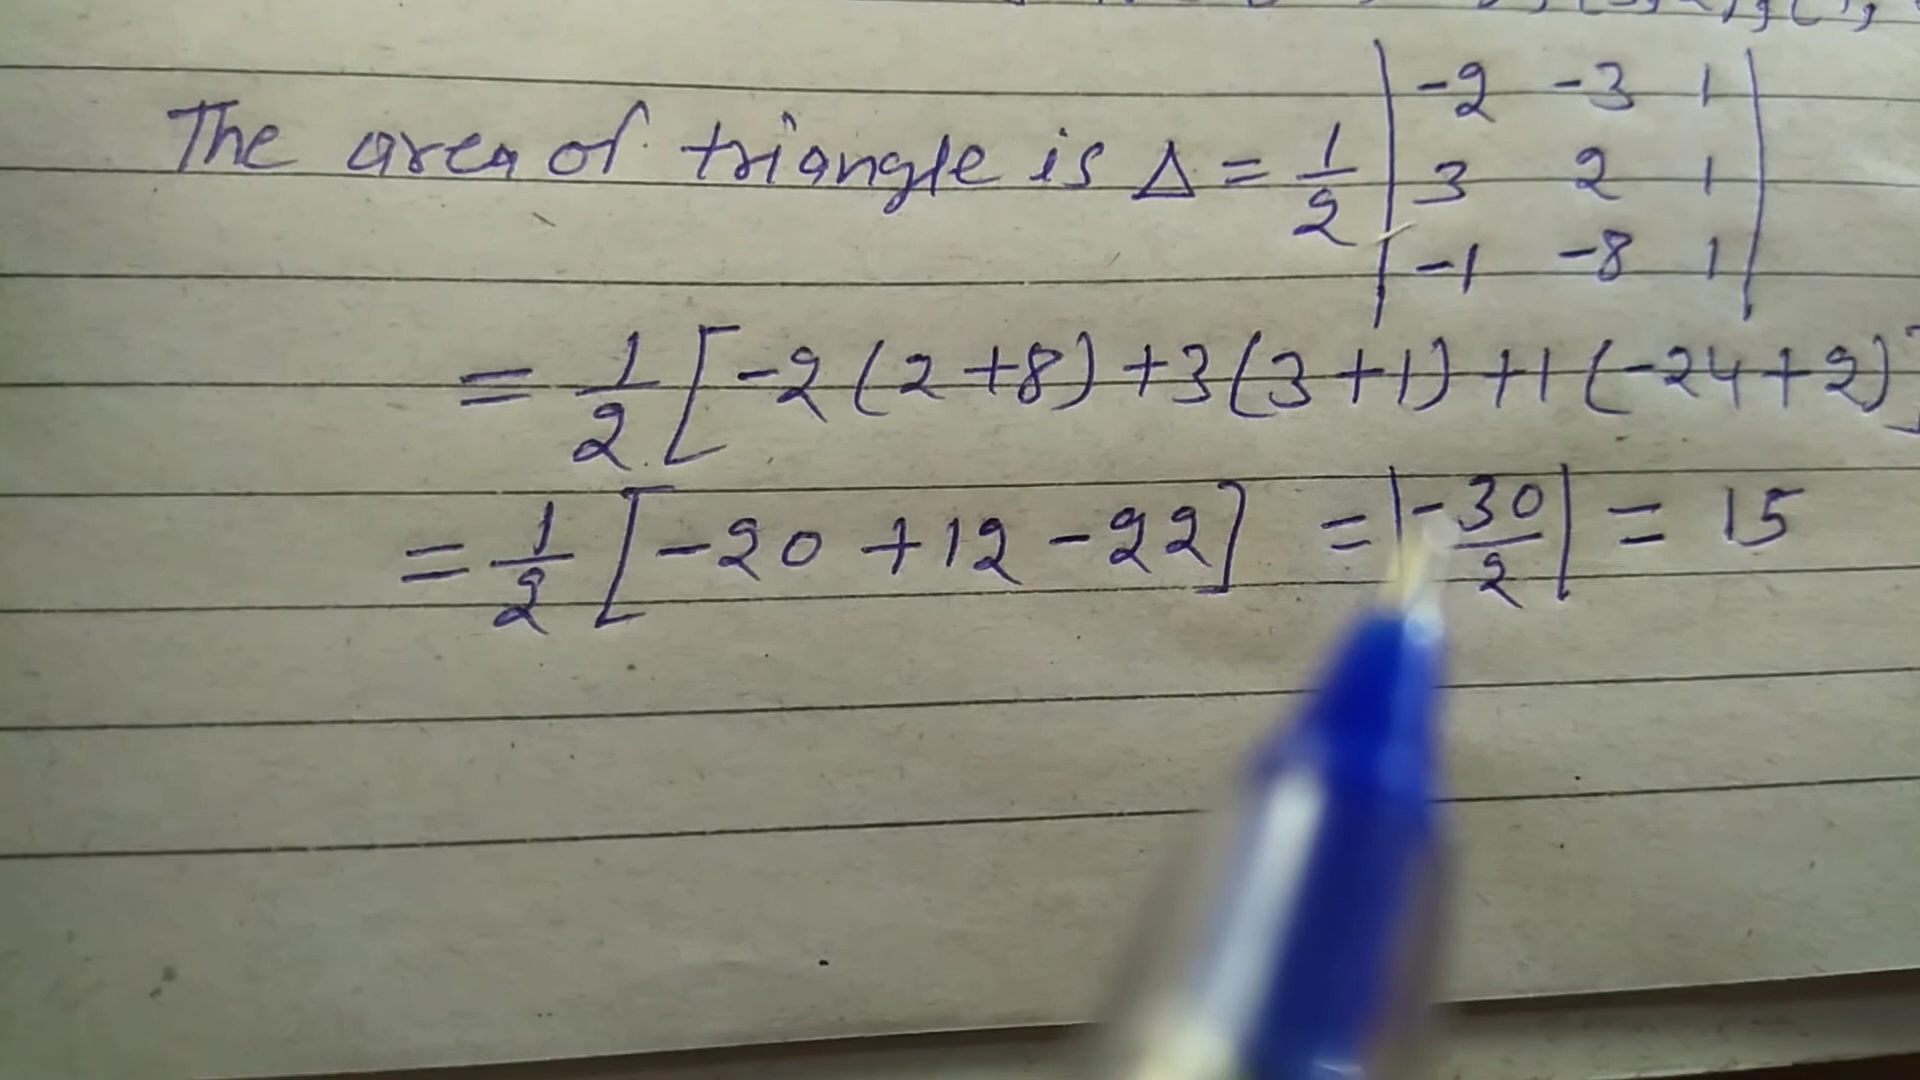 The area of triangle is Δ = 1/2 | -2 -3 1 |
| 3 2 1 |
| -1 -8 1 |
= 1/2 [-2(2+8)+3(3+1)+1(-24+2)]
= 1/2 [-20+12-22] = |-30/2| = 15